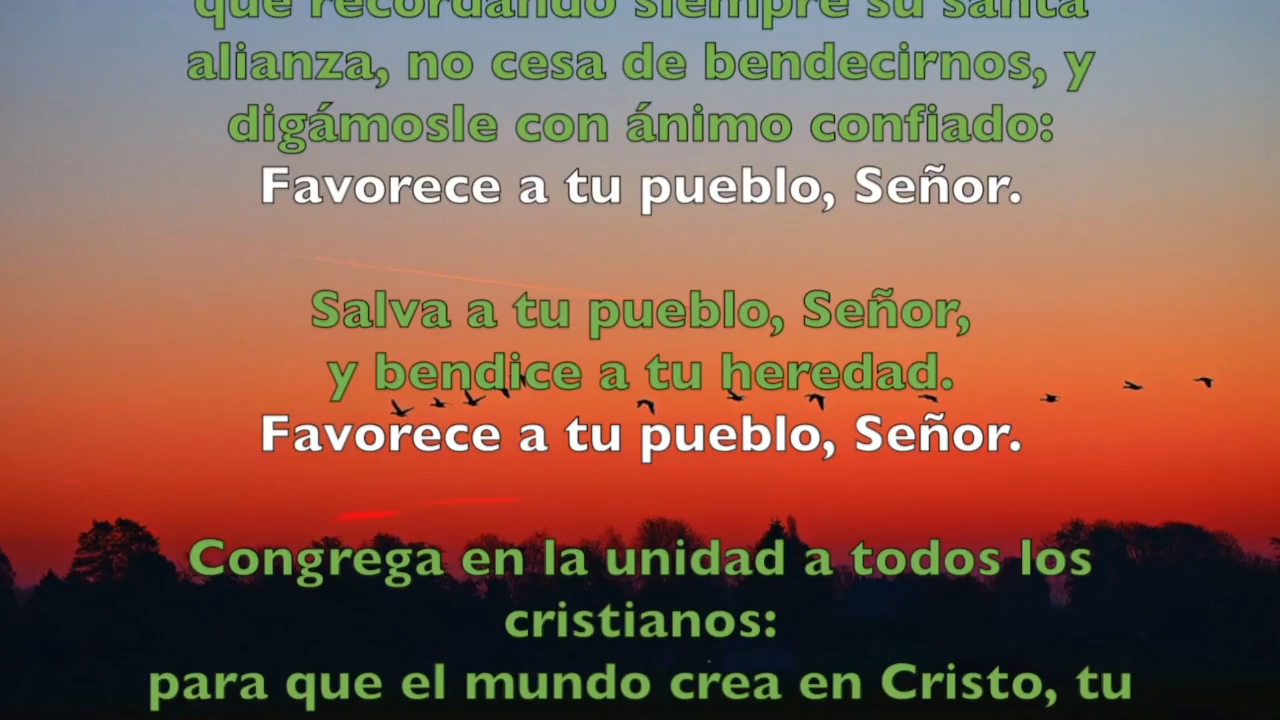 que recordando siempre su santa
alianza, no cesa de bendecirnos, y
digámosle con ánimo confiado:
Favorece a tu pueblo, Señor.
Salva a tu pueblo, Señor,
y bendice a tu heredad.
Favorece a tu pueblo, Señor.
Congrega en la unidad a todos los
cristianos:
para que el mundo crea en Cristo, tu